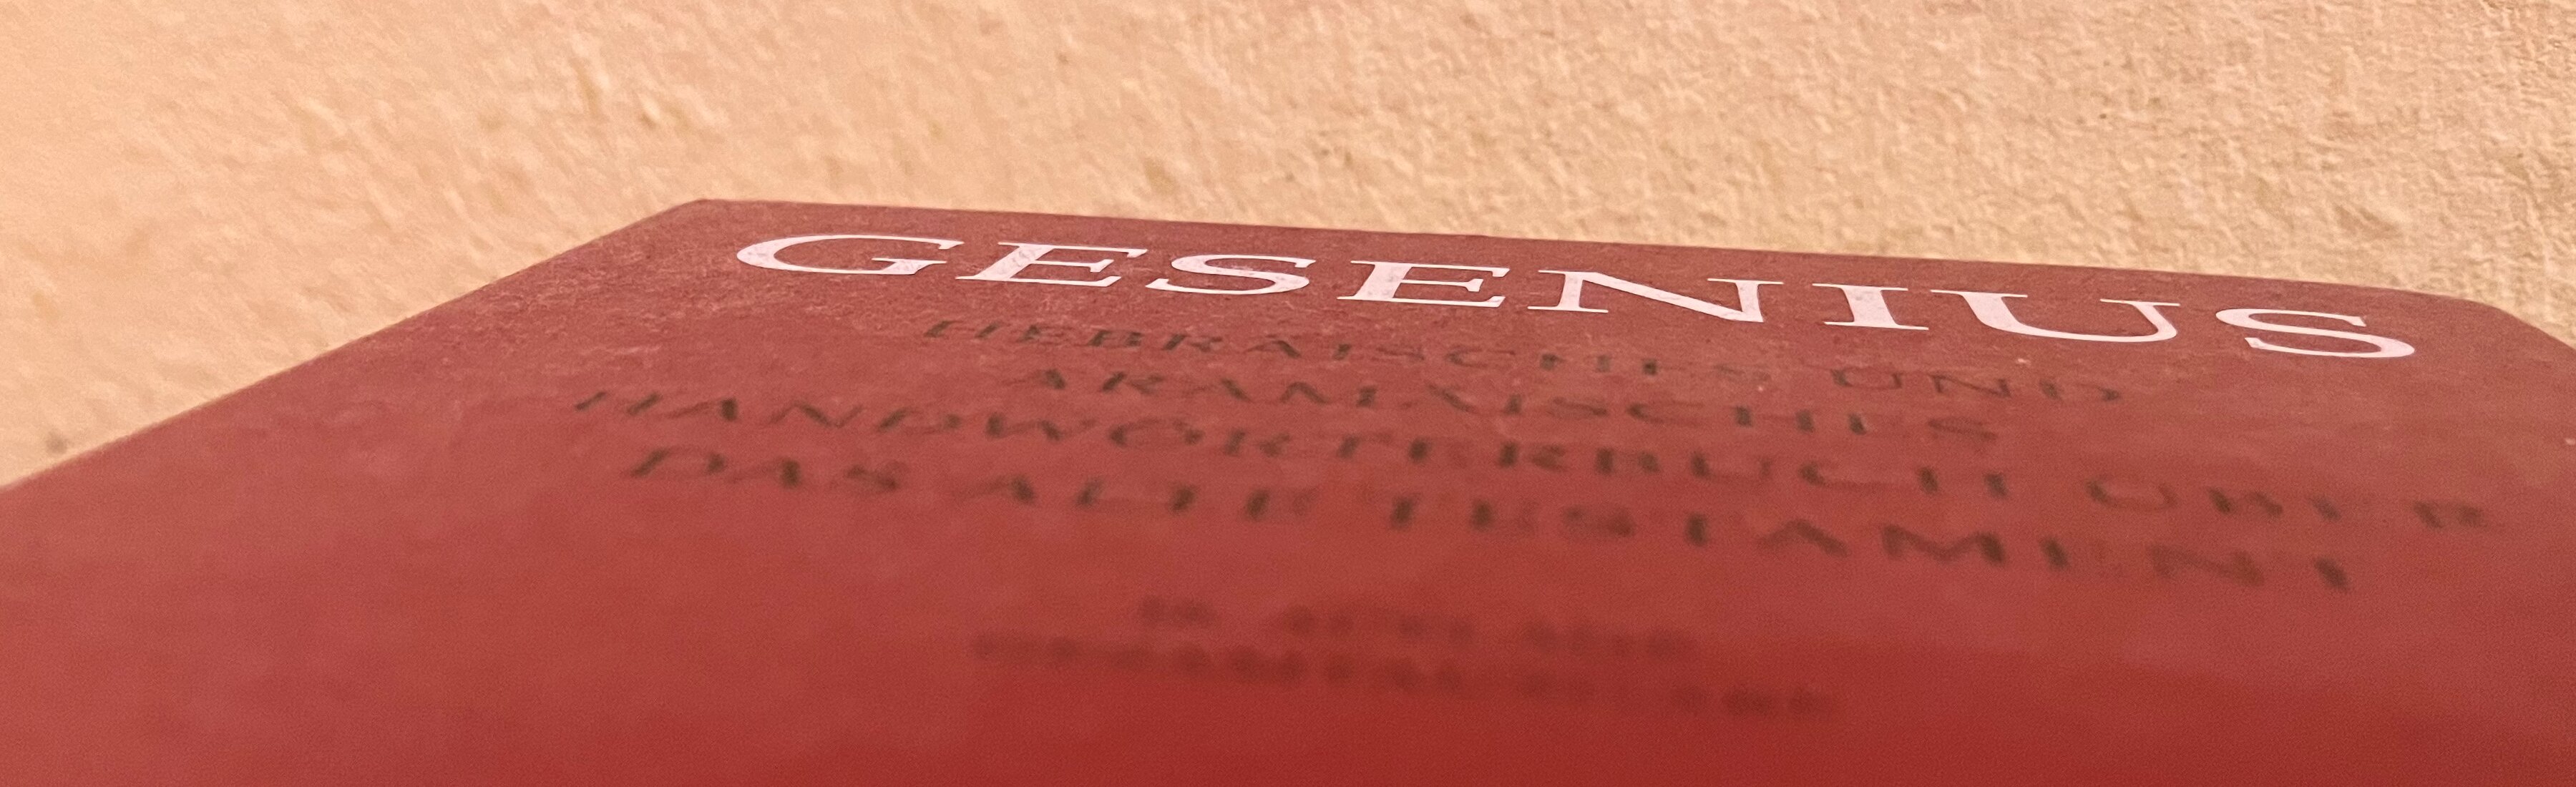 GESENIUS
HEBRÄISCHES UND
ARAMÄISCHES
HANDWÖRTERBUCH ÜBER
DAS ALTE TESTAMENT